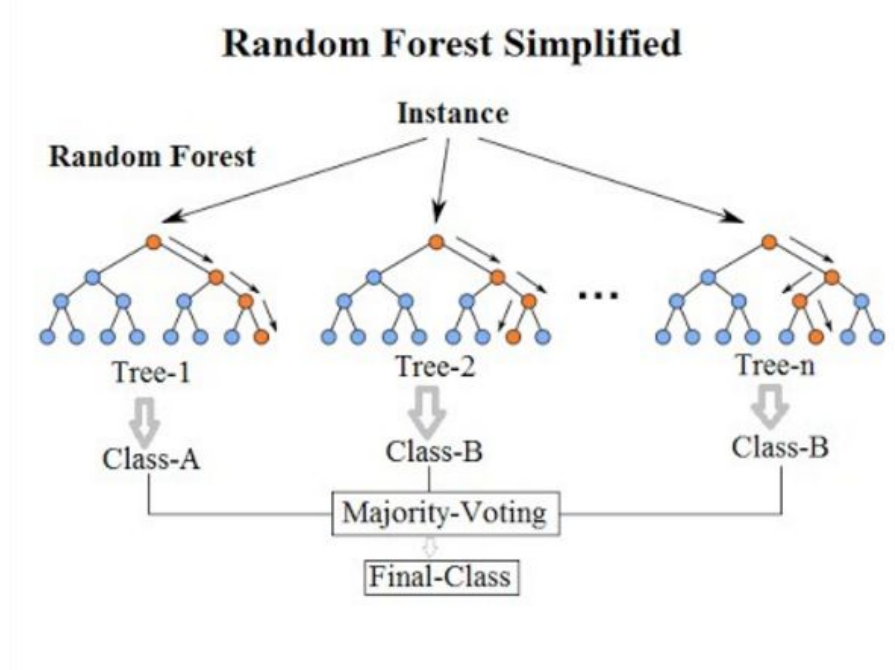 Random Forest Simplified
Instance
Random Forest
...
Tree-1
Tree-2
Tree-n
Class-A
Class-B
Class-B
Majority-Voting
Final-Class